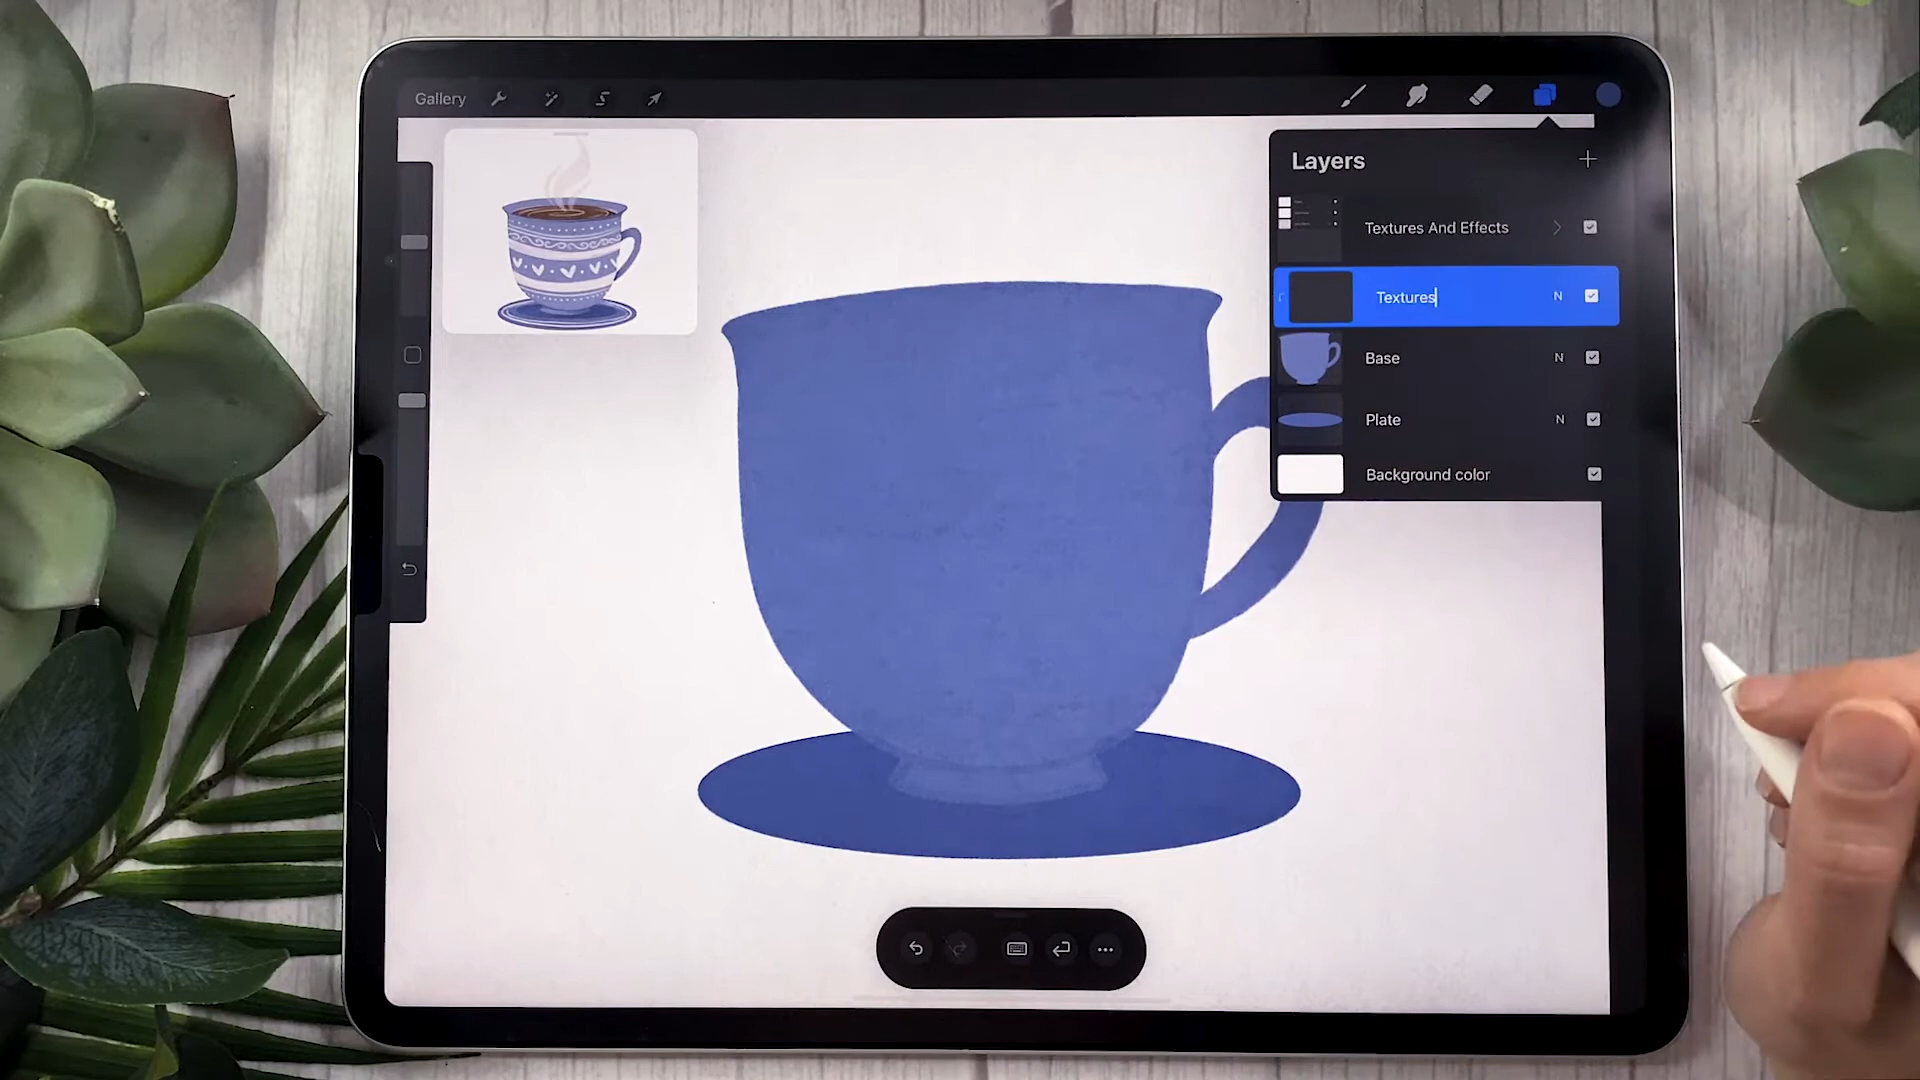 Gallery
Layers
Textures And Effects
Textures N
Base N
Plate N
Background color